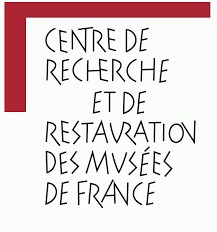 CENTRE DE
RECHERCHE
ET DE
RESTAURATION
DES MUSÉES
DE FRANCE